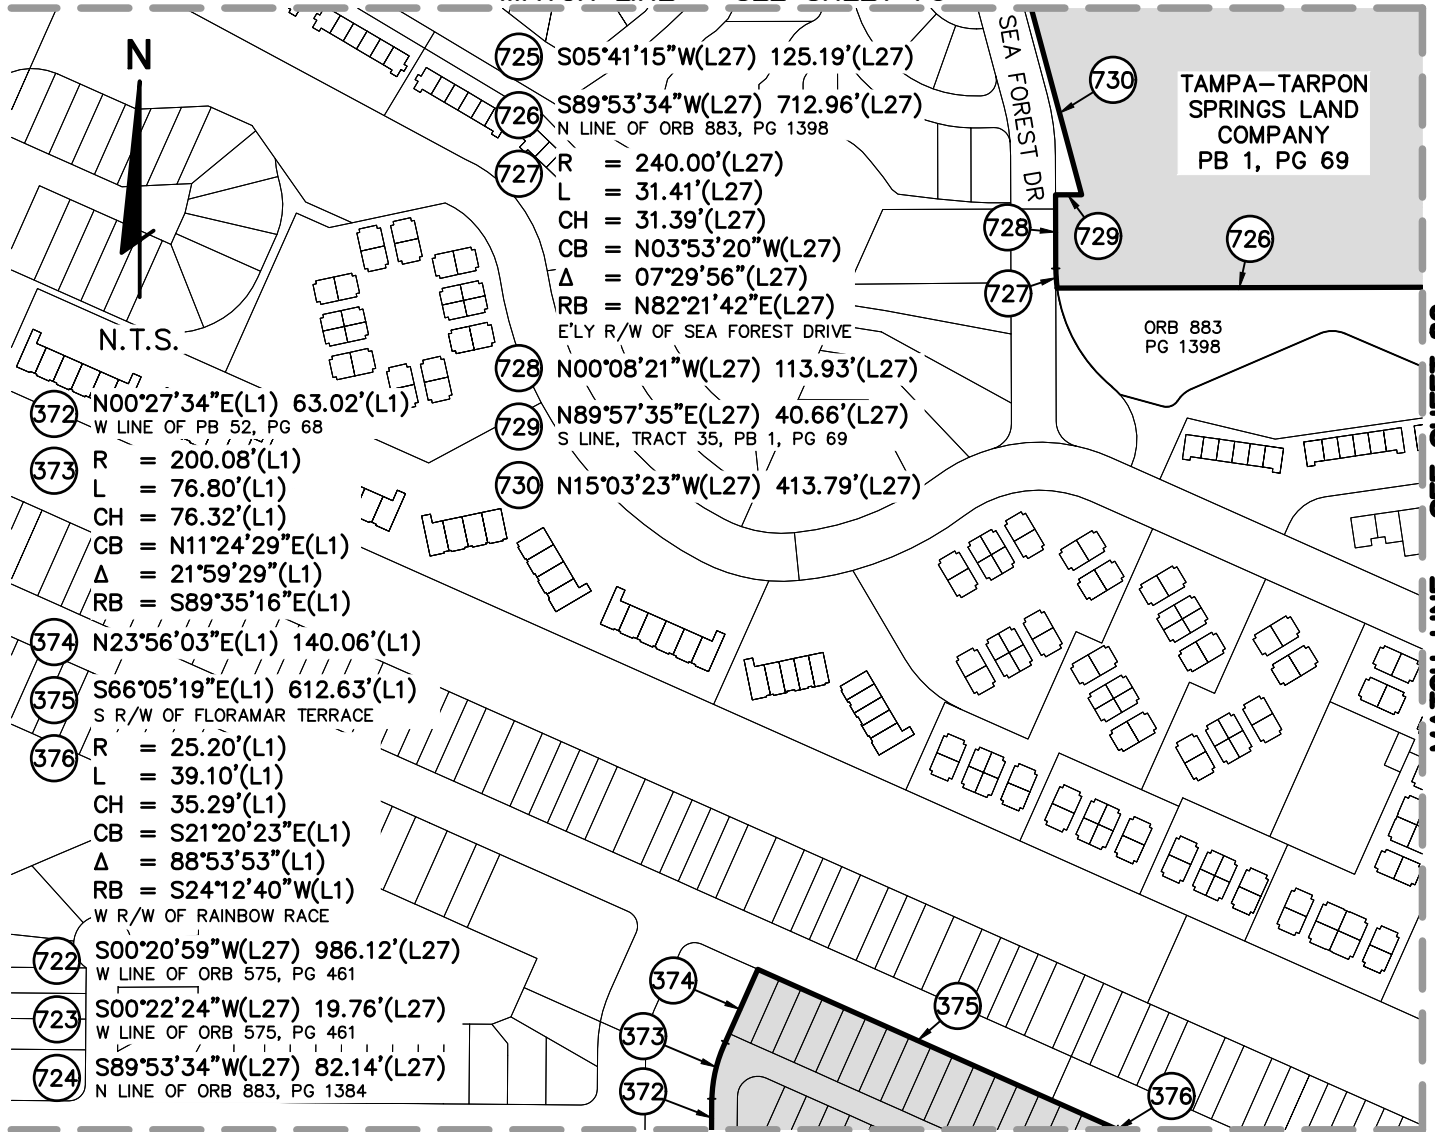 N
N.T.S.
372 N00°27'34"E(L1) 63.02'(L1)
W LINE OF PB 52, PG 68
373 R = 200.08'(L1)
L = 76.80'(L1)
CH = 76.32'(L1)
CB = N11°24'29"E(L1)
Δ = 21°59'29"(L1)
RB = S89°35'16"E(L1)
374 N23°56'03"E(L1) 140.06'(L1)
375 S66°05'19"E(L1) 612.63'(L1)
S R/W OF FLORAMAR TERRACE
376 R = 25.20'(L1)
L = 39.10'(L1)
CH = 35.29'(L1)
CB = S21°20'23"E(L1)
Δ = 88°53'53"(L1)
RB = S24°12'40"W(L1)
W R/W OF RAINBOW RACE
722 S00°20'59"W(L27) 986.12'(L27)
W LINE OF ORB 575, PG 461
723 S00°22'24"W(L27) 19.76'(L27)
W LINE OF ORB 575, PG 461
724 S89°53'34"W(L27) 82.14'(L27)
N LINE OF ORB 883, PG 1384
725 S05°41'15"W(L27) 125.19'(L27)
726 S89°53'34"W(L27) 712.96'(L27)
N LINE OF ORB 883, PG 1398
727 R = 240.00'(L27)
L = 31.41'(L27)
CH = 31.39'(L27)
CB = N03°53'20"W(L27)
Δ = 07°29'56"(L27)
RB = N82°21'42"E(L27)
E'LY R/W OF SEA FOREST DRIVE
728 N00°08'21"W(L27) 113.93'(L27)
729 N89°57'35"E(L27) 40.66'(L27)
S LINE, TRACT 35, PB 1, PG 69
730 N15°03'23"W(L27) 413.79'(L27)
SEA FOREST DR
730
TAMPA-TARPON
SPRINGS LAND
COMPANY
PB 1, PG 69
728
729
726
727
ORB 883
PG 1398
374
375
373
372
376